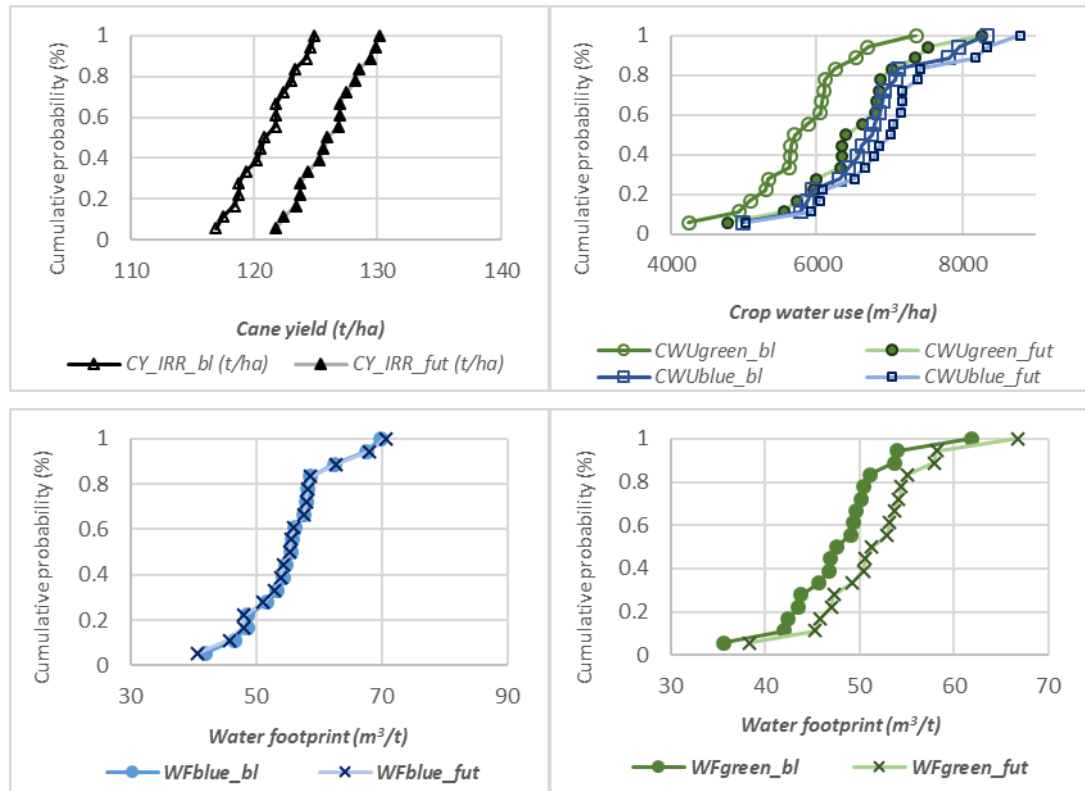 Cumulative probability (%)
1
0.8
0.6
0.4
0.2
0
110
120
130
140
Cane yield (t/ha)
CY_IRR_bl (t/ha)
CY_IRR_fut (t/ha)
Cumulative probability (%)
1
0.8
0.6
0.4
0.2
0
4000
6000
8000
Crop water use (m³/ha)
CWUgreen_bl
CWUgreen_fut
CWUblue_bl
CWUblue_fut
Cumulative probability (%)
1
0.8
0.6
0.4
0.2
0
30
50
70
90
Water footprint (m³/t)
WFblue_bl
WFblue_fut
Cumulative probability (%)
1
0.8
0.6
0.4
0.2
0
30
40
50
60
70
Water footprint (m³/t)
WFgreen_bl
WFgreen_fut